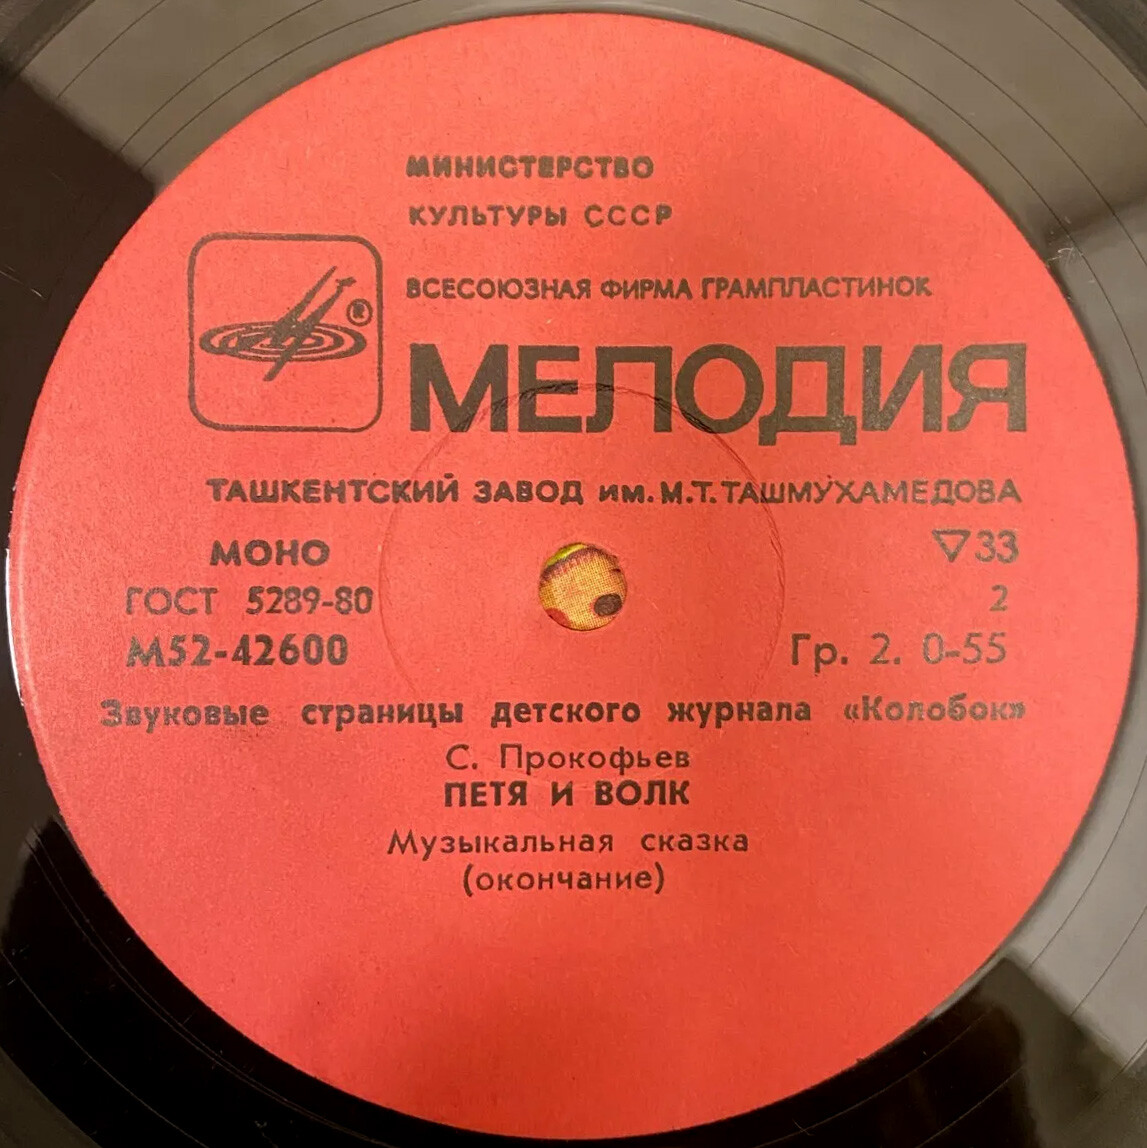 МИНИСТЕРСТВО
КУЛЬТУРЫ СССР
ВСЕСОЮЗНАЯ ФИРМА ГРАМПЛАСТИНОК
®
МЕЛОДИЯ
ТАШКЕНТСКИЙ ЗАВОД им. М.Т. ТАШМУХАМЕДОВА
МОНО ▽33
ГОСТ 5289-80 2
М52-42600 Гр. 2. 0-55
Звуковые страницы детского журнала «Колобок»
С. Прокофьев
ПЕТЯ И ВОЛК
Музыкальная сказка
(окончание)